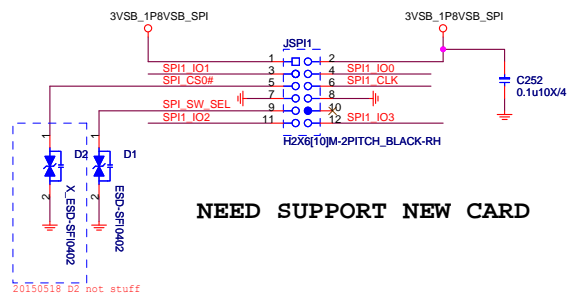 3VSB_1P8VSB_SPI
3VSB_1P8VSB_SPI
JSPI1
1 2
SPI1_IO1 3 4 SPI1_IO0
SPI_CS0# 5 6 SPI1_CLK
7 8
SPI_SW_SEL 9 10
SPI1_IO2 11 12 SPI1_IO3
H2X6[10]M-2PITCH_BLACK-RH
C252
0.1u10X/4
1
D2
2
X_ESD-SFI0402
1
D1
2
ESD-SFI0402
NEED SUPPORT NEW CARD
20150518 D2 not stuff